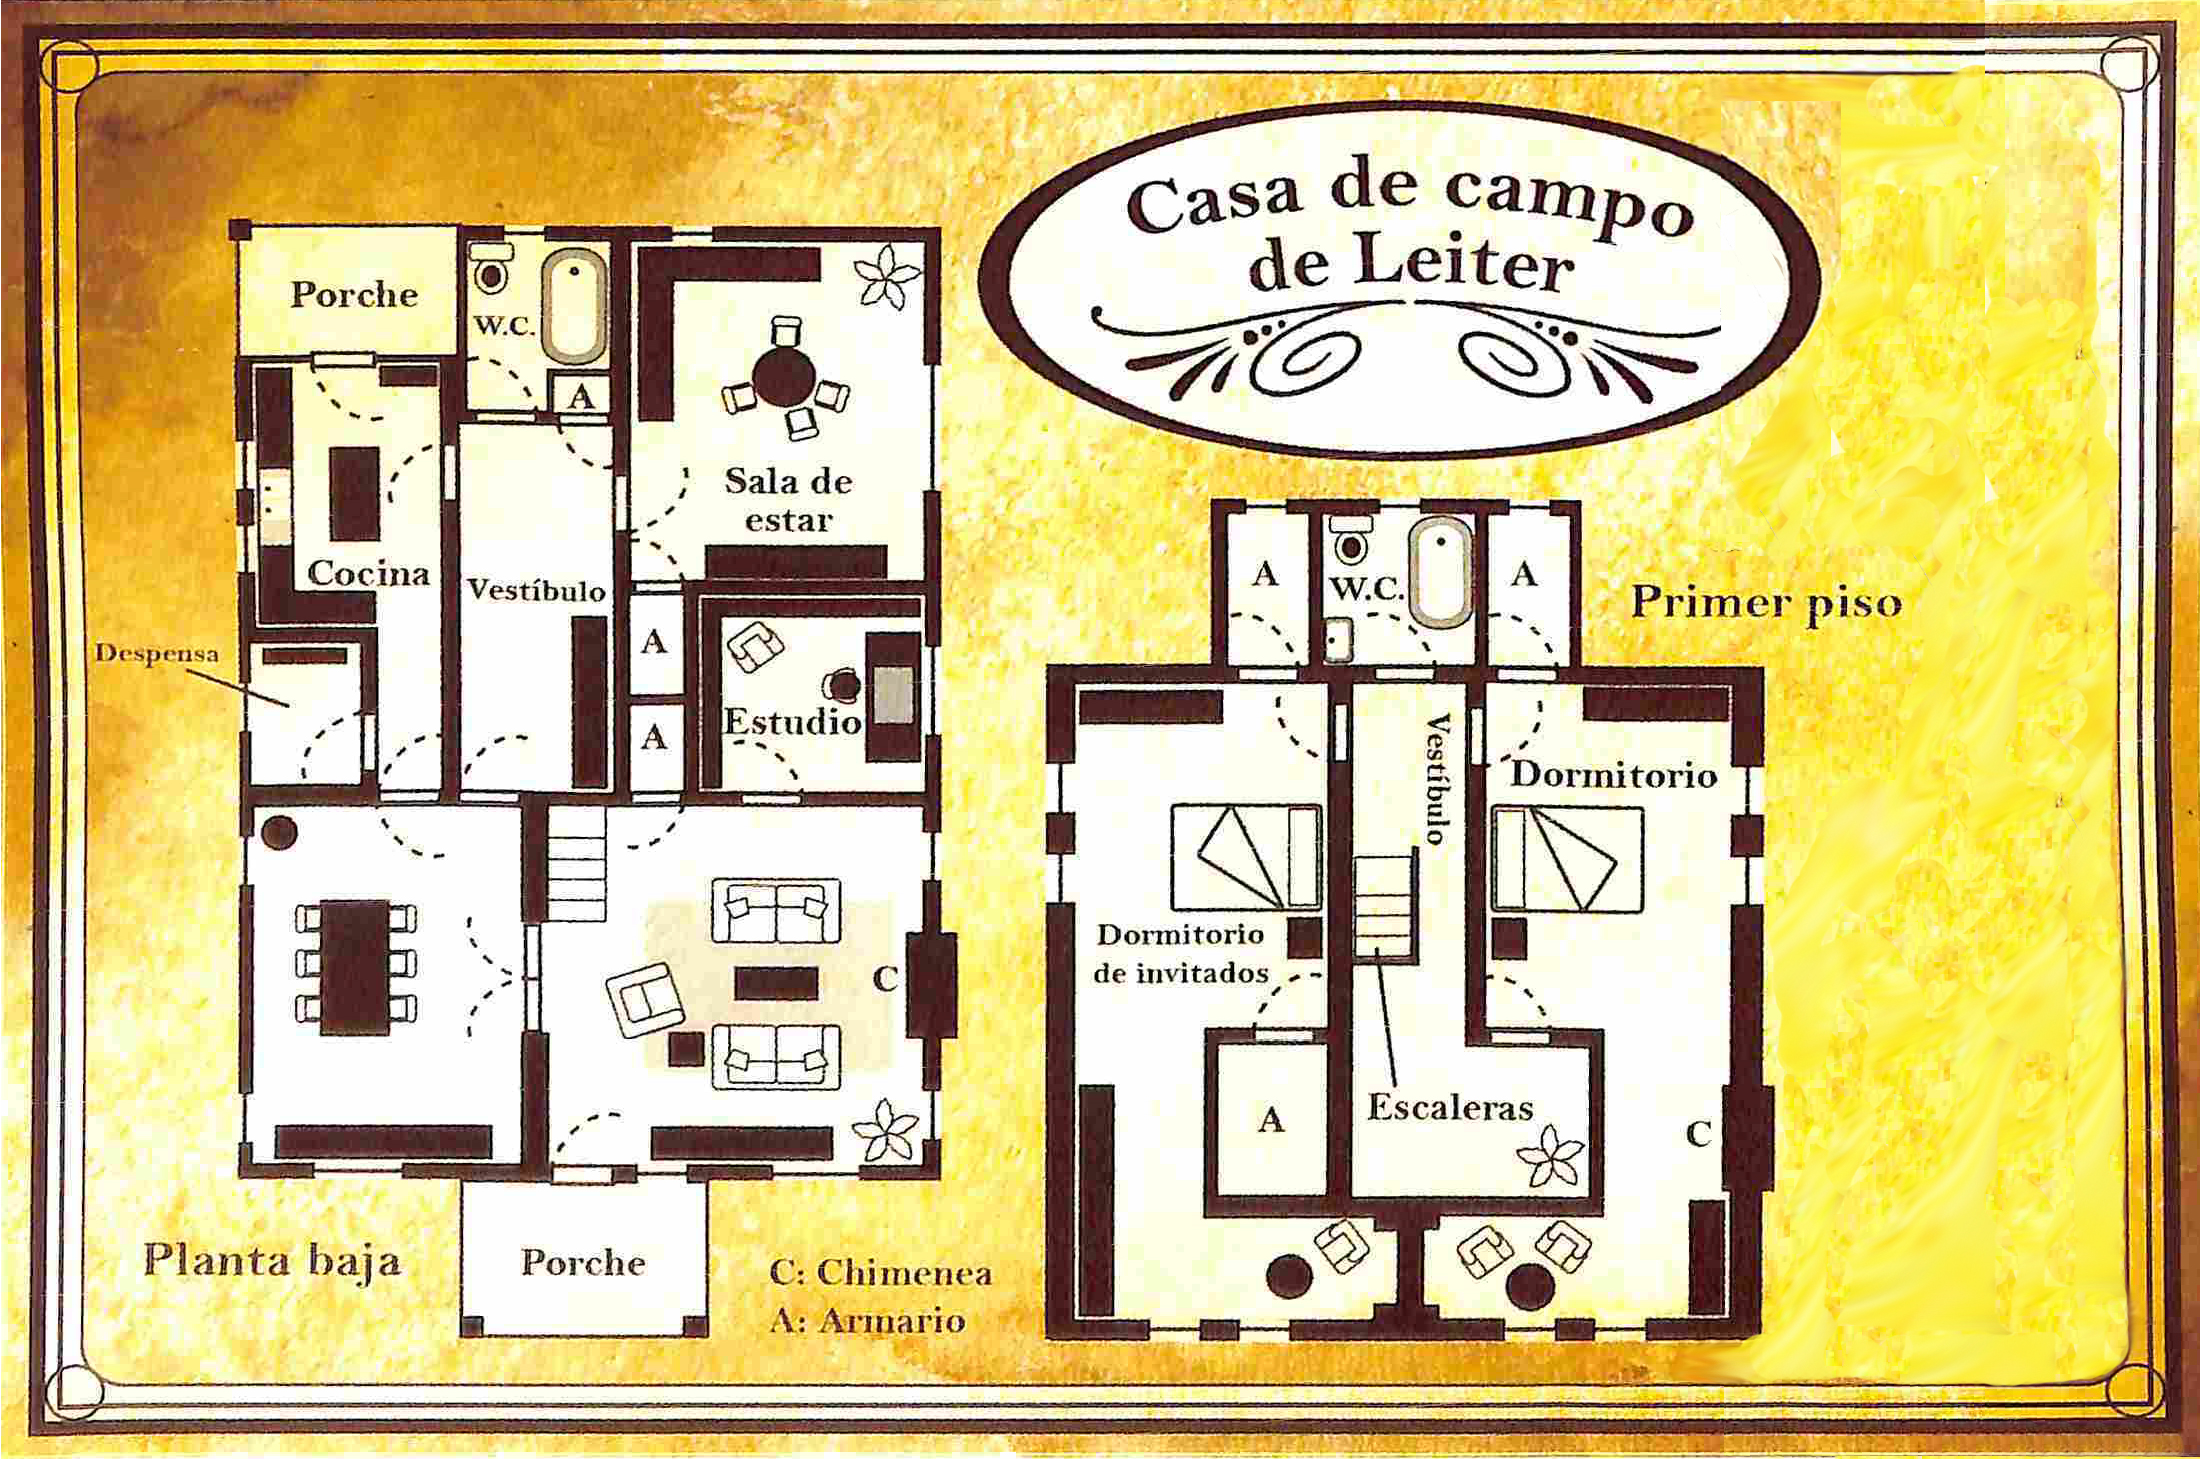 Casa de campo
de Leiter
Porche
W.C.
A
Sala de
estar
Cocina
Vestíbulo
Despensa
A
A
Estudio
C
Planta baja
Porche
C: Chimenea
A: Armario
Primer piso
A
W.C.
A
Vestíbulo
Dormitorio
Dormitorio
de invitados
A
Escaleras
C